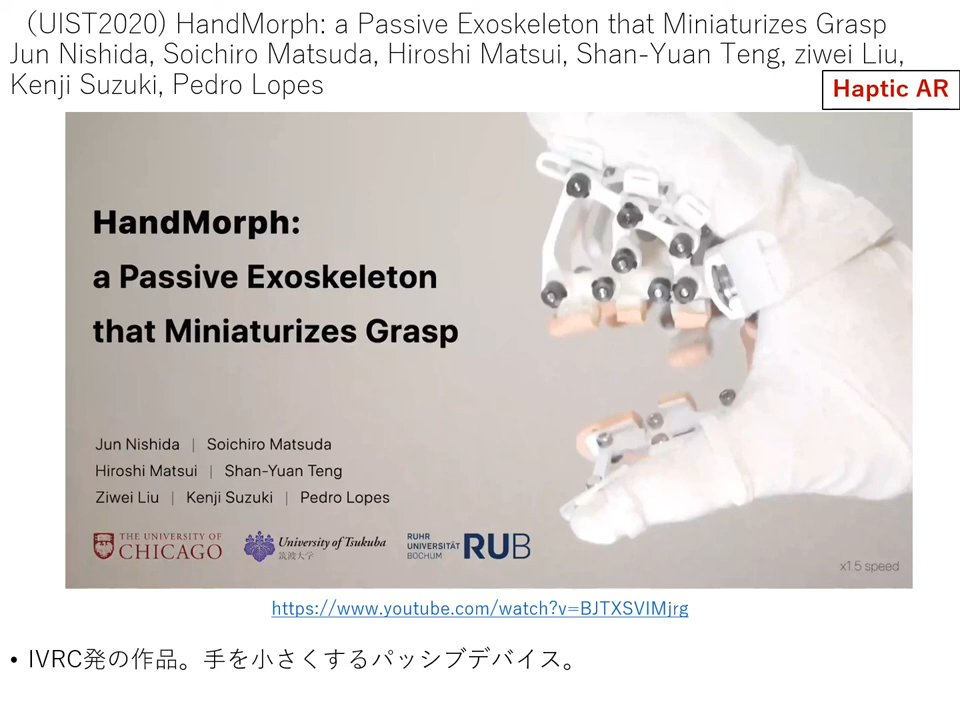 （UIST2020) HandMorph: a Passive Exoskeleton that Miniaturizes Grasp
Jun Nishida, Soichiro Matsuda, Hiroshi Matsui, Shan-Yuan Teng, ziwei Liu,
Kenji Suzuki, Pedro Lopes
Haptic AR
HandMorph:
a Passive Exoskeleton
that Miniaturizes Grasp
Jun Nishida | Soichiro Matsuda
Hiroshi Matsui | Shan-Yuan Teng
Ziwei Liu | Kenji Suzuki | Pedro Lopes
THE UNIVERSITY OF
CHICAGO
University of Tsukuba
筑波大学
RUHR
UNIVERSITÄT
BOCHUM
RUB
x1.5 speed
https://www.youtube.com/watch?v=BJTXSVIMjrg
• IVRC発の作品。手を小さくするパッシブデバイス。